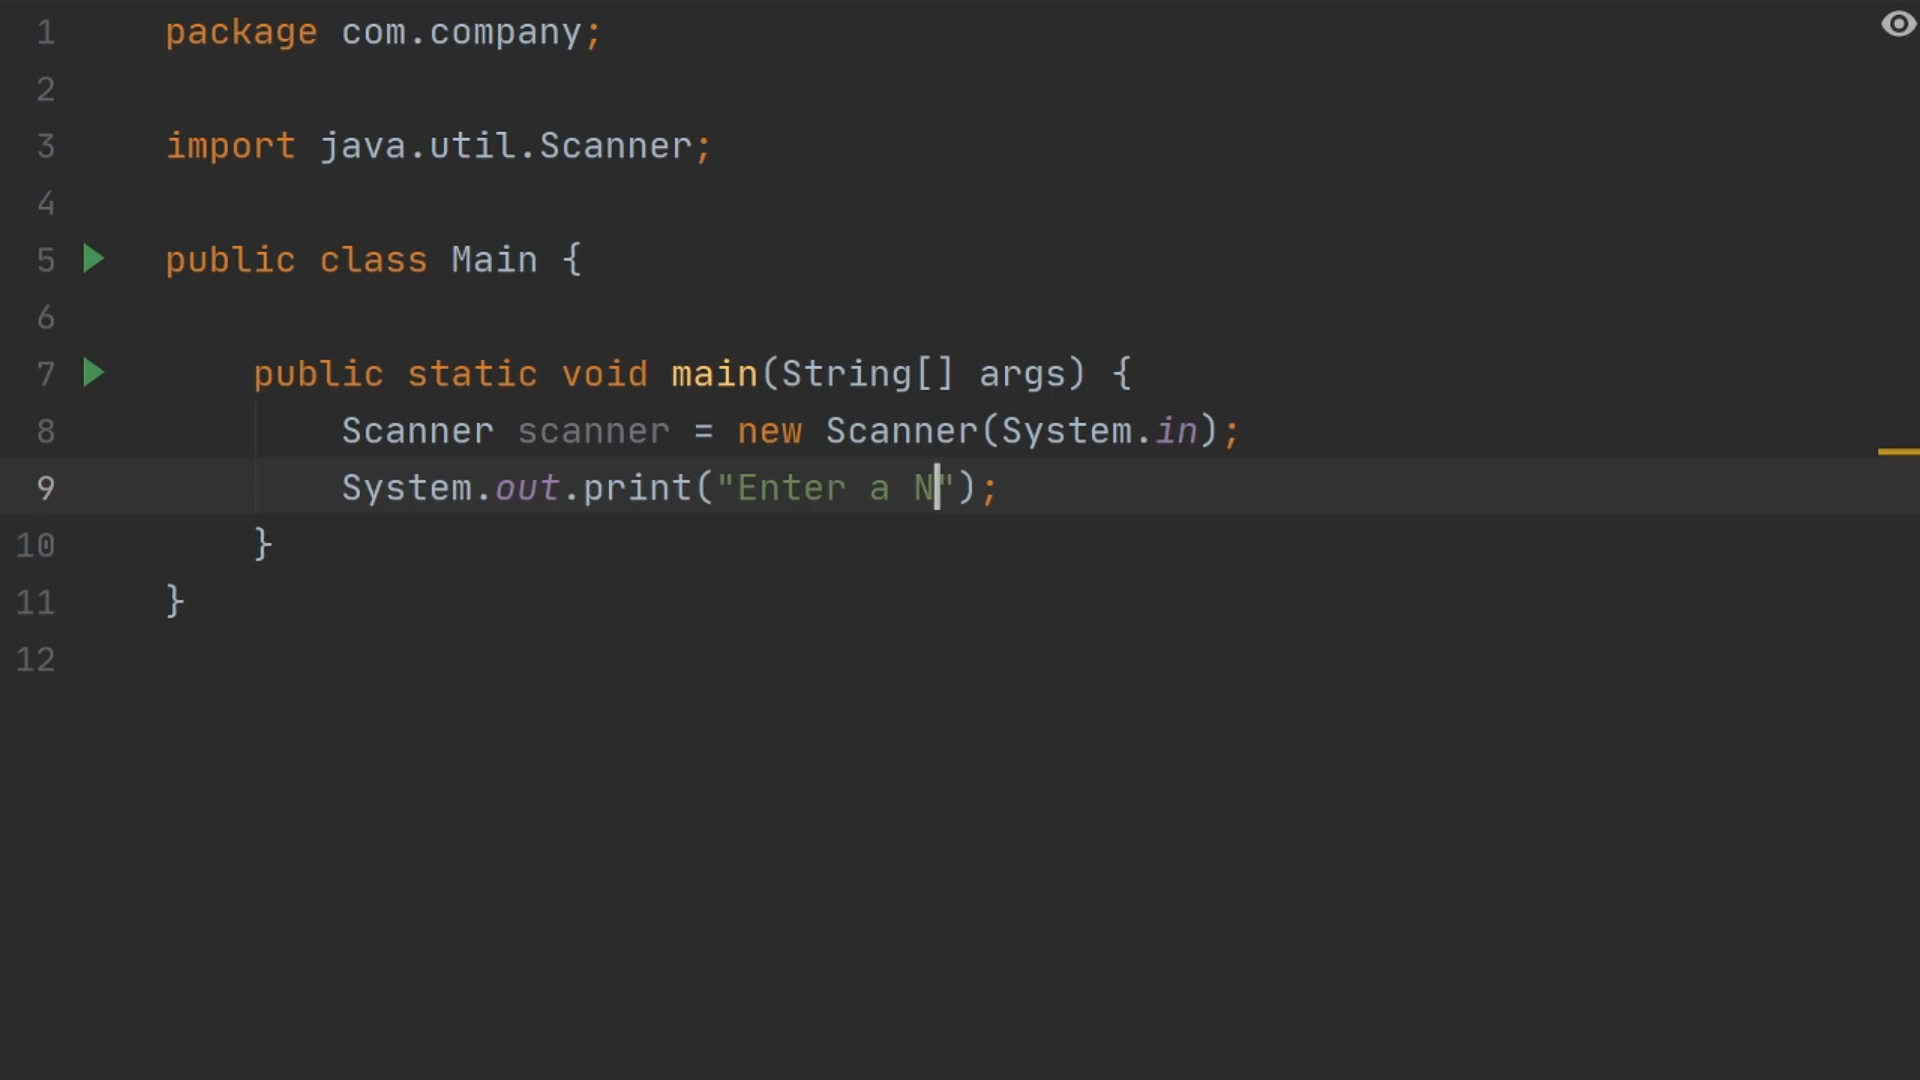 1 package com.company;
2
3 import java.util.Scanner;
4
5 public class Main {
6
7 public static void main(String[] args) {
8 Scanner scanner = new Scanner(System.in);
9 System.out.print("Enter a N");
10 }
11 }
12